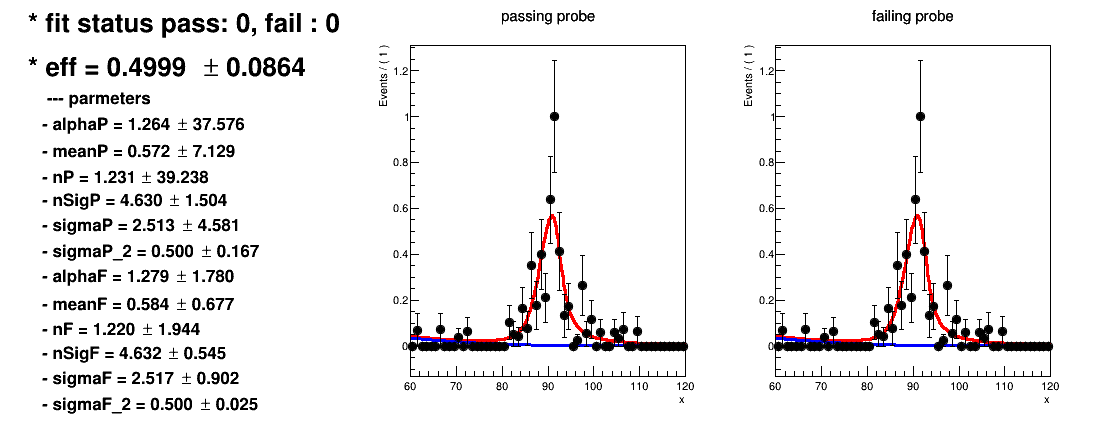 * fit status pass: 0, fail : 0
* eff = 0.4999 ± 0.0864
--- parmeters
- alphaP = 1.264 ± 37.576
- meanP = 0.572 ± 7.129
- nP = 1.231 ± 39.238
- nSigP = 4.630 ± 1.504
- sigmaP = 2.513 ± 4.581
- sigmaP_2 = 0.500 ± 0.167
- alphaF = 1.279 ± 1.780
- meanF = 0.584 ± 0.677
- nF = 1.220 ± 1.944
- nSigF = 4.632 ± 0.545
- sigmaF = 2.517 ± 0.902
- sigmaF_2 = 0.500 ± 0.025
passing probe
Events / ( 1 )
1.2
1
0.8
0.6
0.4
0.2
0
60 70 80 90 100 110 120
x
failing probe
Events / ( 1 )
1.2
1
0.8
0.6
0.4
0.2
0
60 70 80 90 100 110 120
x